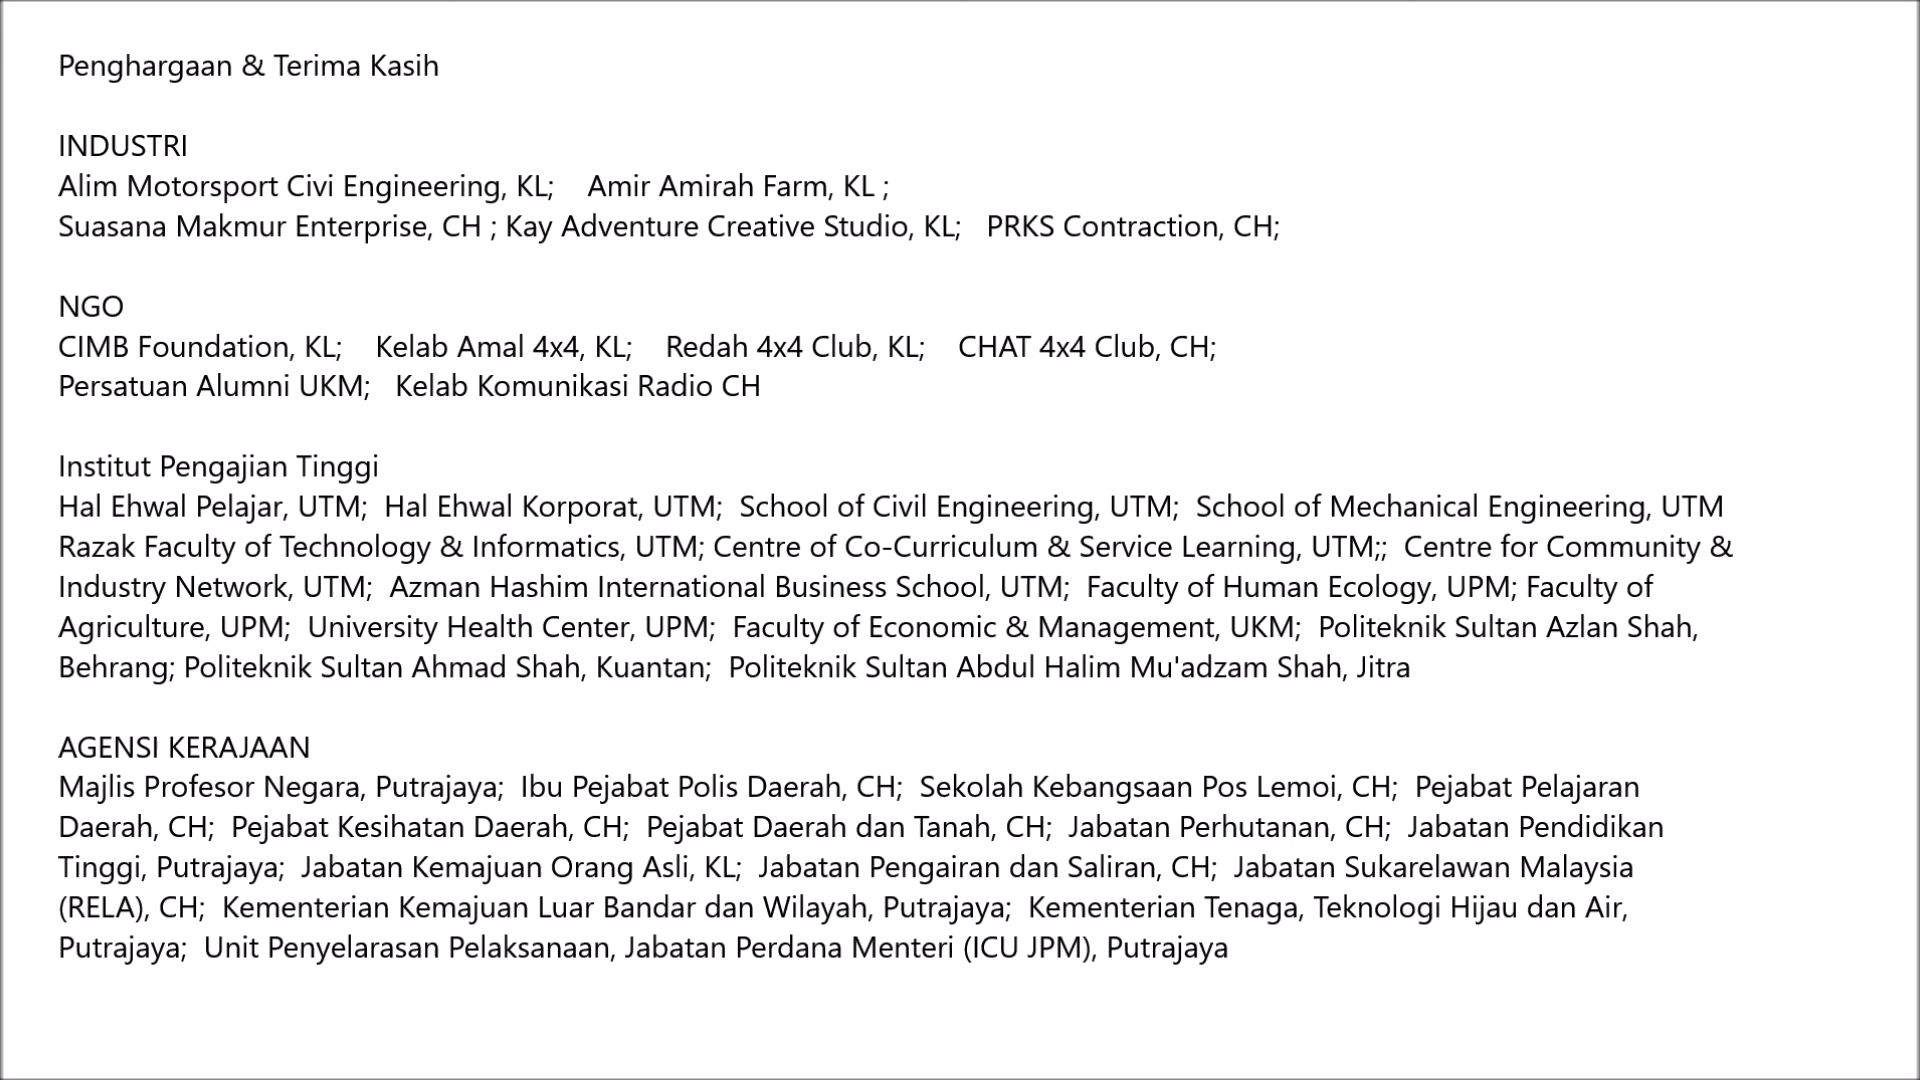 Penghargaan & Terima Kasih
INDUSTRI
Alim Motorsport Civi Engineering, KL; Amir Amirah Farm, KL ;
Suasana Makmur Enterprise, CH ; Kay Adventure Creative Studio, KL; PRKS Contraction, CH;
NGO
CIMB Foundation, KL; Kelab Amal 4x4, KL; Redah 4x4 Club, KL; CHAT 4x4 Club, CH;
Persatuan Alumni UKM; Kelab Komunikasi Radio CH
Institut Pengajian Tinggi
Hal Ehwal Pelajar, UTM; Hal Ehwal Korporat, UTM; School of Civil Engineering, UTM; School of Mechanical Engineering, UTM
Razak Faculty of Technology & Informatics, UTM; Centre of Co-Curriculum & Service Learning, UTM;; Centre for Community &
Industry Network, UTM; Azman Hashim International Business School, UTM; Faculty of Human Ecology, UPM; Faculty of
Agriculture, UPM; University Health Center, UPM; Faculty of Economic & Management, UKM; Politeknik Sultan Azlan Shah,
Behrang; Politeknik Sultan Ahmad Shah, Kuantan; Politeknik Sultan Abdul Halim Mu'adzam Shah, Jitra
AGENSI KERAJAAN
Majlis Profesor Negara, Putrajaya; Ibu Pejabat Polis Daerah, CH; Sekolah Kebangsaan Pos Lemoi, CH; Pejabat Pelajaran
Daerah, CH; Pejabat Kesihatan Daerah, CH; Pejabat Daerah dan Tanah, CH; Jabatan Perhutanan, CH; Jabatan Pendidikan
Tinggi, Putrajaya; Jabatan Kemajuan Orang Asli, KL; Jabatan Pengairan dan Saliran, CH; Jabatan Sukarelawan Malaysia
(RELA), CH; Kementerian Kemajuan Luar Bandar dan Wilayah, Putrajaya; Kementerian Tenaga, Teknologi Hijau dan Air,
Putrajaya; Unit Penyelarasan Pelaksanaan, Jabatan Perdana Menteri (ICU JPM), Putrajaya